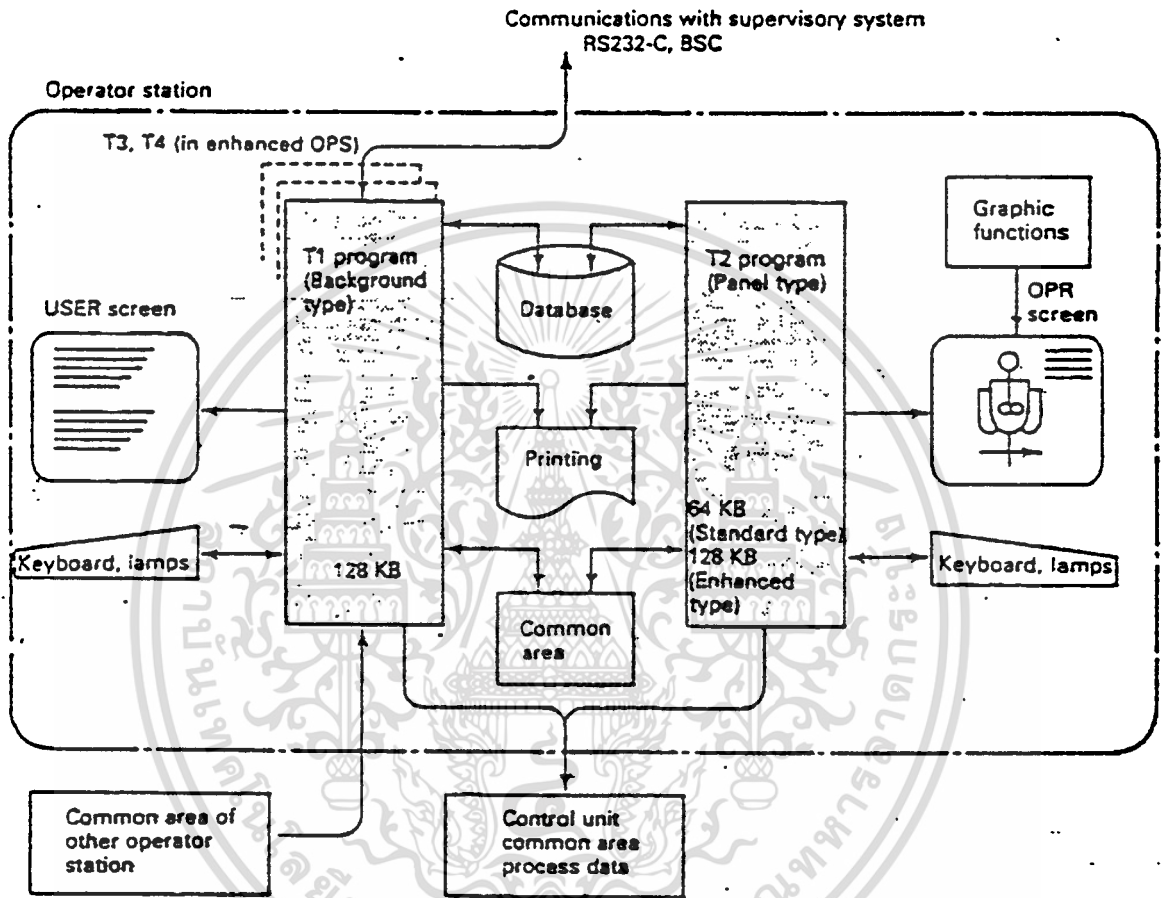 Communications with supervisory system
RS232-C, BSC
Operator station
T3, T4 (in enhanced OPS)
Graphic
functions
T1 program
(Background
type)
T2 program
(Panel type)
OPR
screen
USER screen
Database
Printing
64 KB
(Standard type)
128 KB
(Enhanced
type)
Keyboard, lamps
128 KB
Keyboard, lamps
Common
area
Common area of
other operator
station
Control unit
common area
process data